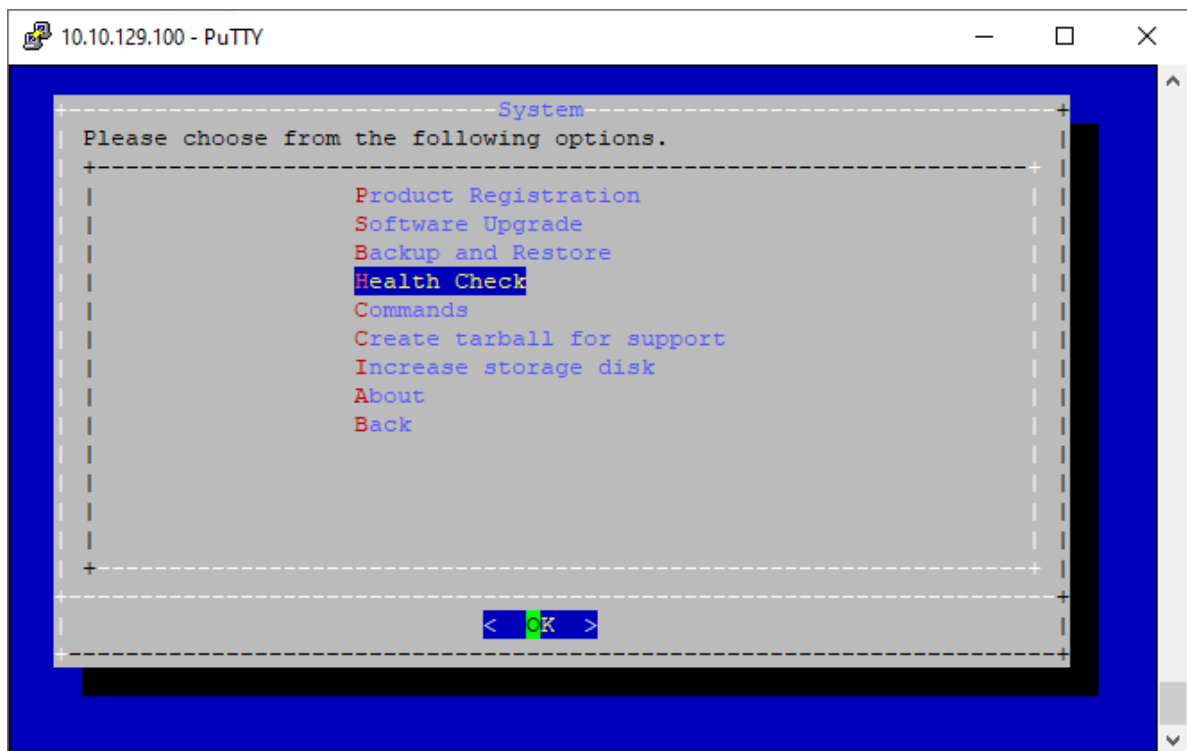 10.10.129.100 - PuTTY
System
Please choose from the following options.
Product Registration
Software Upgrade
Backup and Restore
Health Check
Commands
Create tarball for support
Increase storage disk
About
Back
< OK >